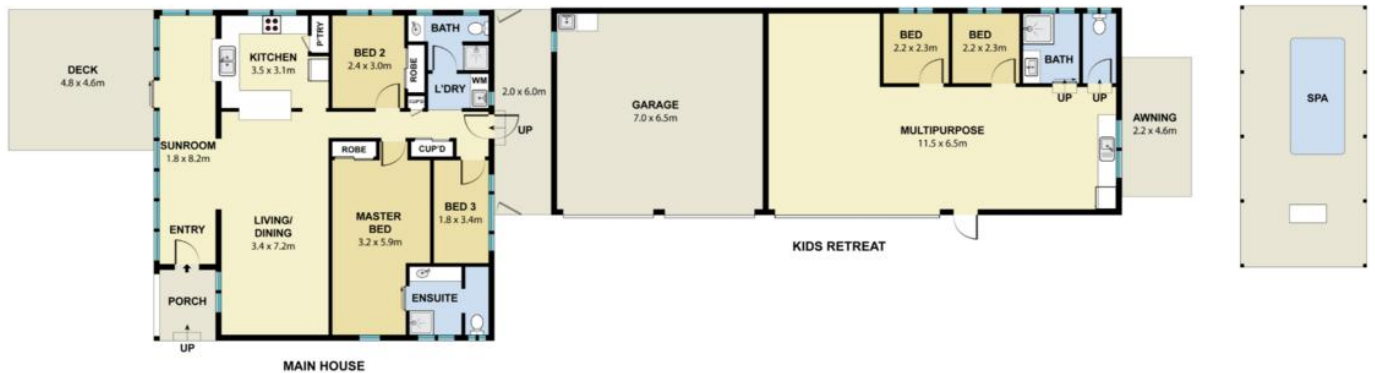 DECK
4.8 x 4.6m
SUNROOM
1.8 x 8.2m
ENTRY
PORCH
UP
KITCHEN
3.5 x 3.1m
P'TRY
BED 2
2.4 x 3.0m
ROBE
CUP'D
BATH
L'DRY
WM
UP
2.0 x 6.0m
LIVING/
DINING
3.4 x 7.2m
ROBE
CUP'D
MASTER
BED
3.2 x 5.9m
BED 3
1.8 x 3.4m
ENSUITE
MAIN HOUSE
GARAGE
7.0 x 6.5m
MULTIPURPOSE
11.5 x 6.5m
BED
2.2 x 2.3m
BED
2.2 x 2.3m
BATH
UP
UP
AWNING
2.2 x 4.6m
KIDS RETREAT
SPA